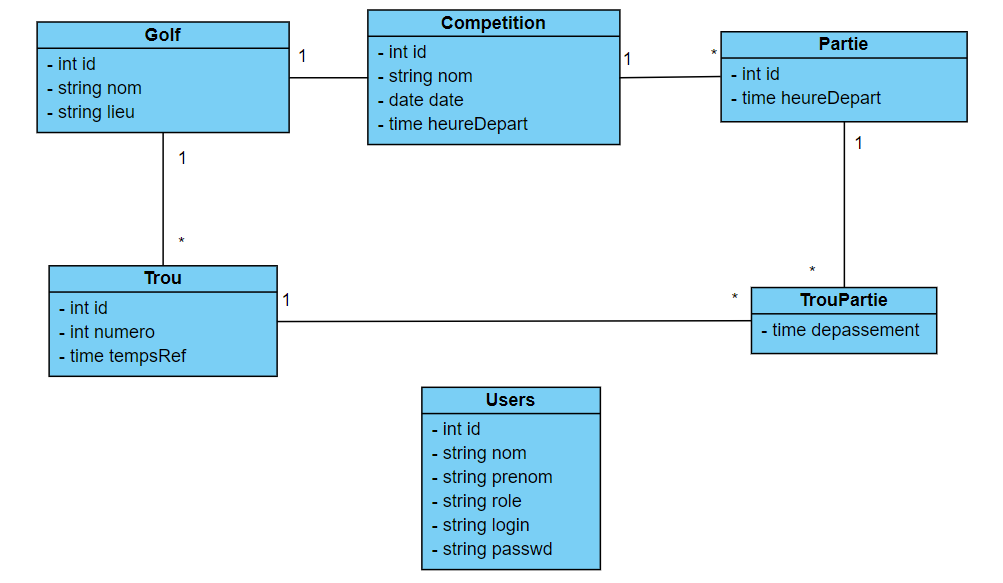 Golf
- int id
- string nom
- string lieu
1
Competition
- int id
- string nom
- date date
- time heureDepart
1
*
Partie
- int id
- time heureDepart
1
*
1
*
Trou
- int id
- int numero
- time tempsRef
1
*
TrouPartie
- time depassement
Users
- int id
- string nom
- string prenom
- string role
- string login
- string passwd